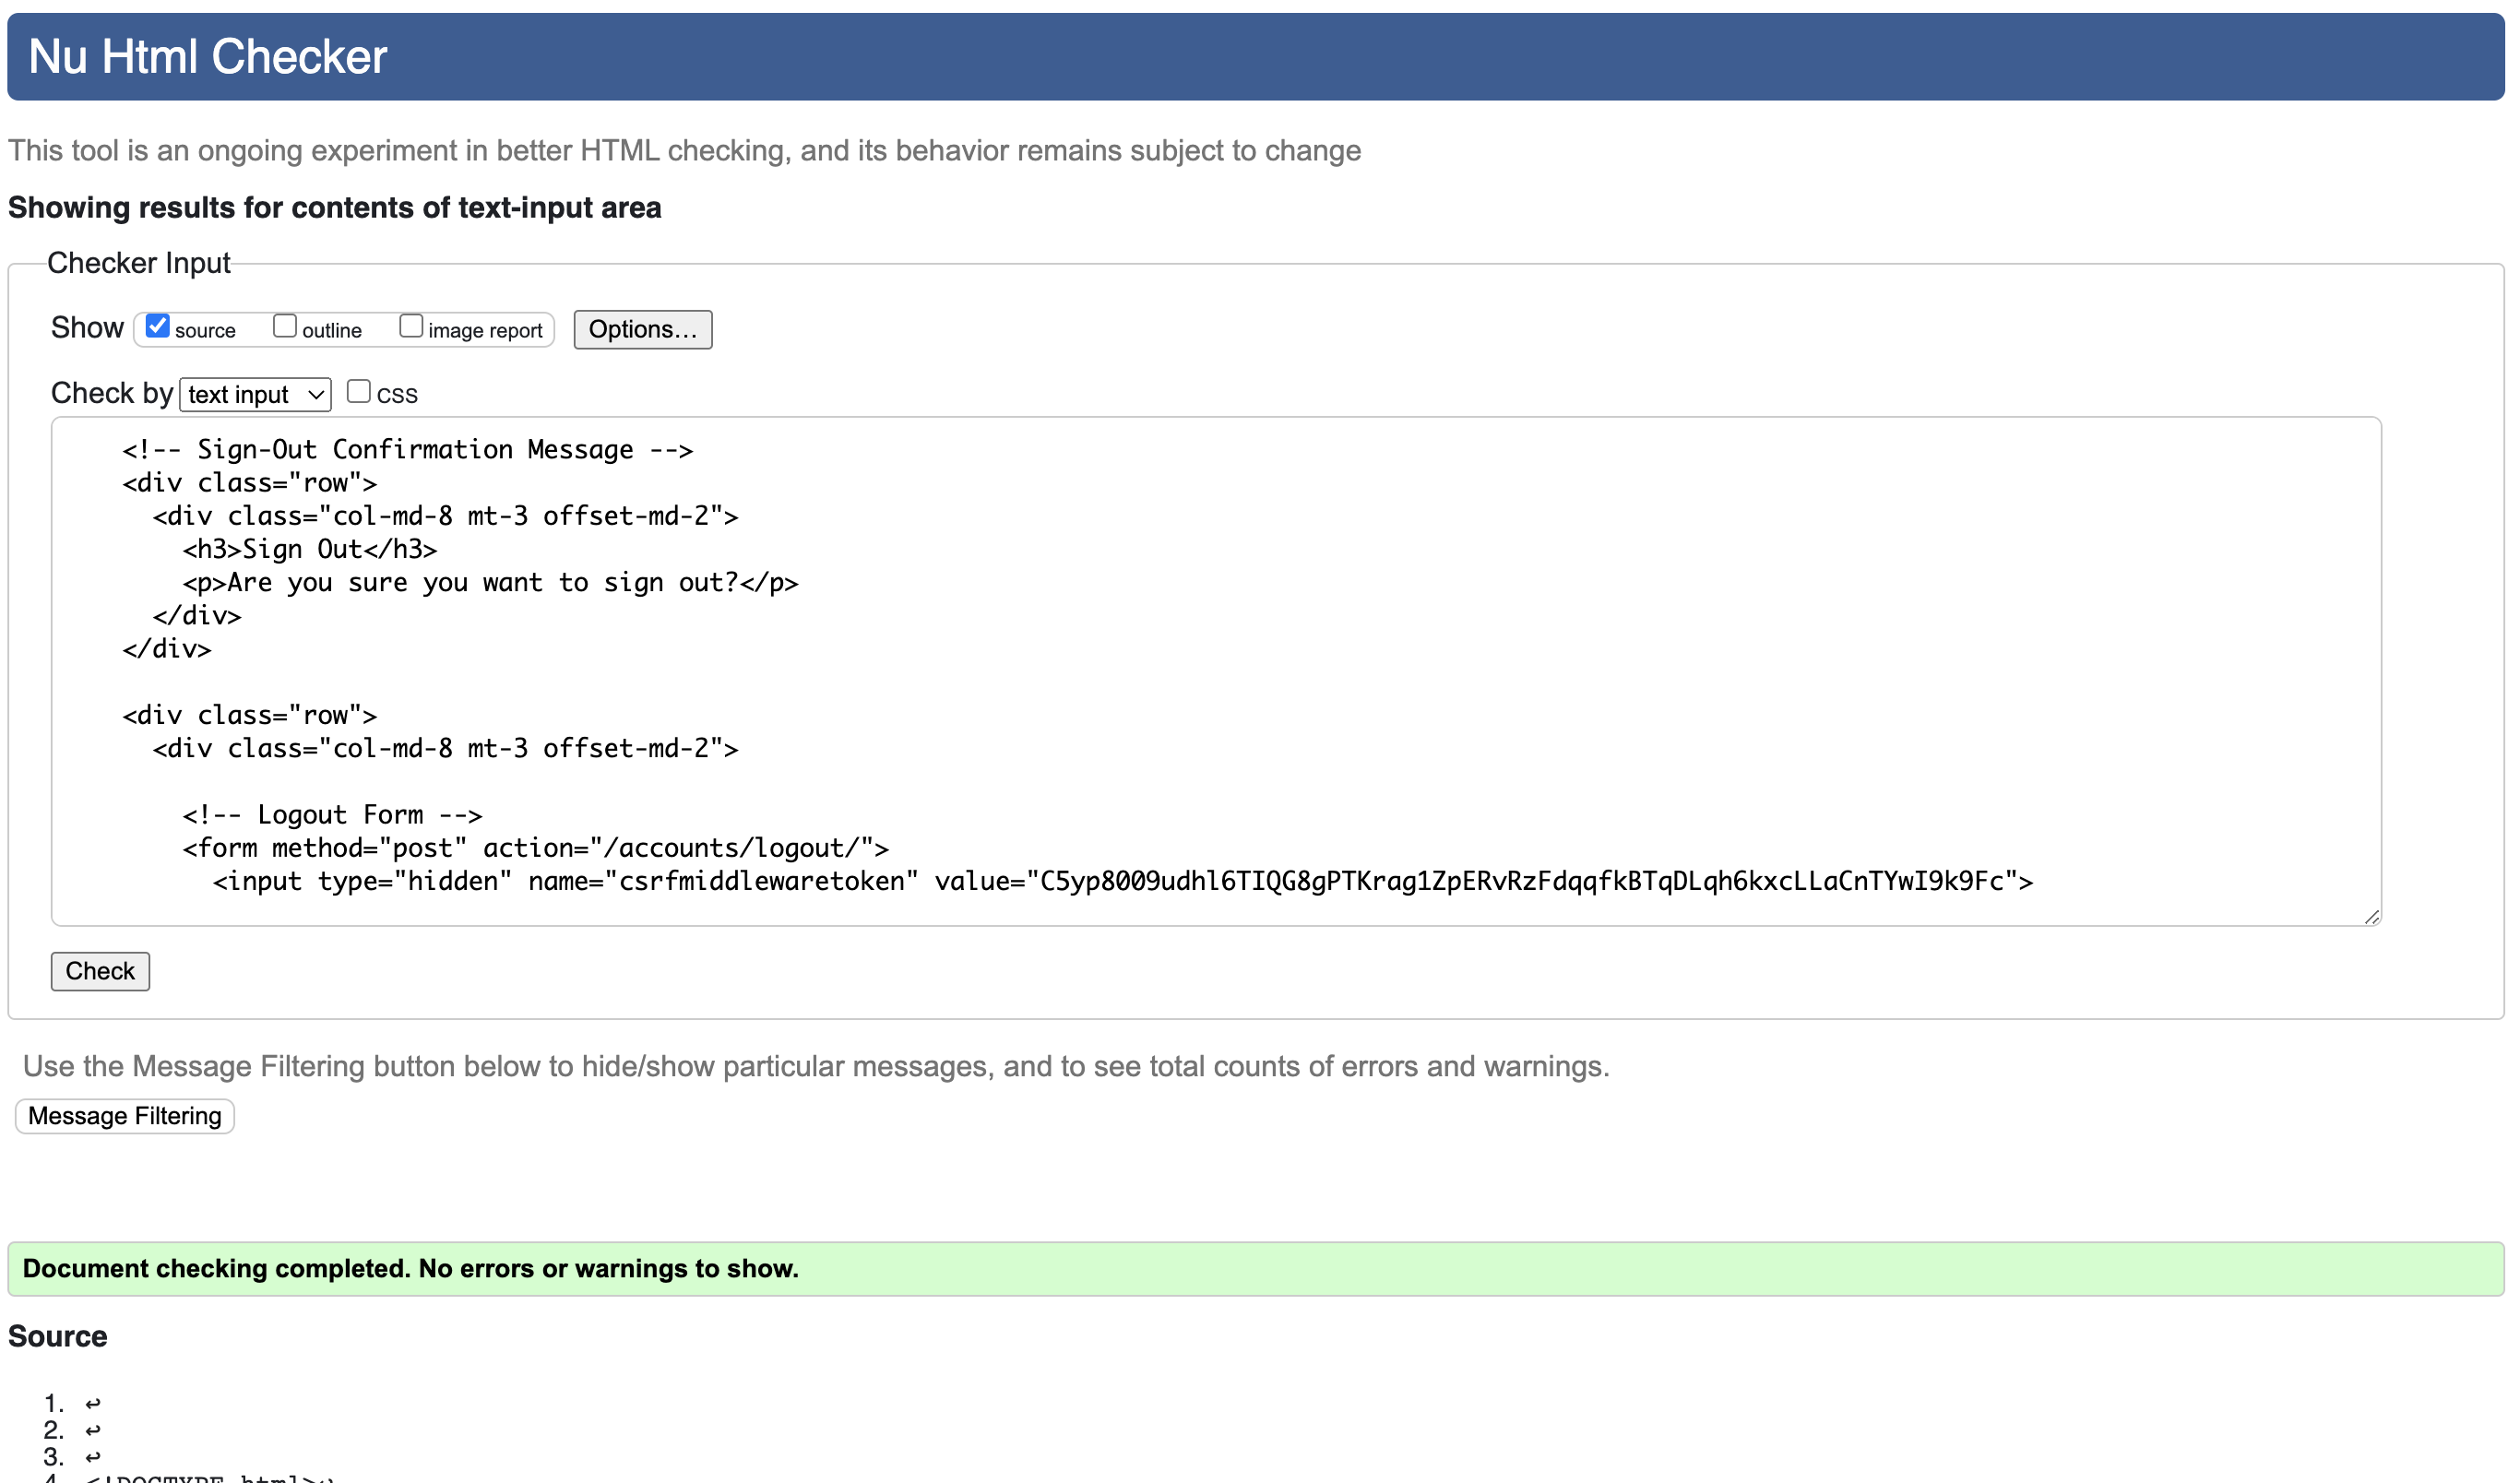 Nu Html Checker
This tool is an ongoing experiment in better HTML checking, and its behavior remains subject to change
Showing results for contents of text-input area
Checker Input
Show source outline image report Options...
Check by text input css
<!-- Sign-Out Confirmation Message -->
<div class="row">
<div class="col-md-8 mt-3 offset-md-2">
<h3>Sign Out</h3>
<p>Are you sure you want to sign out?</p>
</div>
</div>
<div class="row">
<div class="col-md-8 mt-3 offset-md-2">
<!-- Logout Form -->
<form method="post" action="/accounts/logout/">
<input type="hidden" name="csrfmiddlewaretoken" value="C5yp8009udhl6TIQG8gPTKrag1ZpERvRzFdqqfkBTqDLqh6kxcLLaCnTYwI9k9Fc">
Check
Use the Message Filtering button below to hide/show particular messages, and to see total counts of errors and warnings.
Message Filtering
Document checking completed. No errors or warnings to show.
Source
1. ↩
2. ↩
3. ↩
4. <!DOCTYPE html>↩